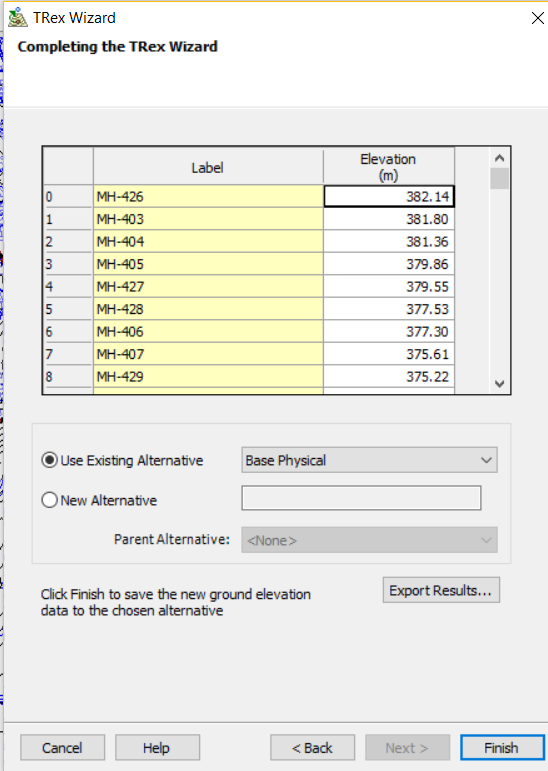 TRex Wizard
Completing the TRex Wizard
Label Elevation (m)
0 MH-426 382.14
1 MH-403 381.80
2 MH-404 381.36
3 MH-405 379.86
4 MH-427 379.55
5 MH-428 377.53
6 MH-406 377.30
7 MH-407 375.61
8 MH-429 375.22
Use Existing Alternative Base Physical
New Alternative
Parent Alternative: <None>
Click Finish to save the new ground elevation
data to the chosen alternative
Export Results...
Cancel Help < Back Next > Finish